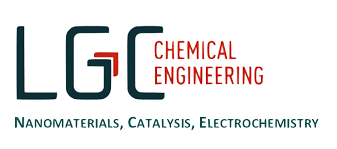 LGC CHEMICAL
ENGINEERING
NANOMATERIALS, CATALYSIS, ELECTROCHEMISTRY